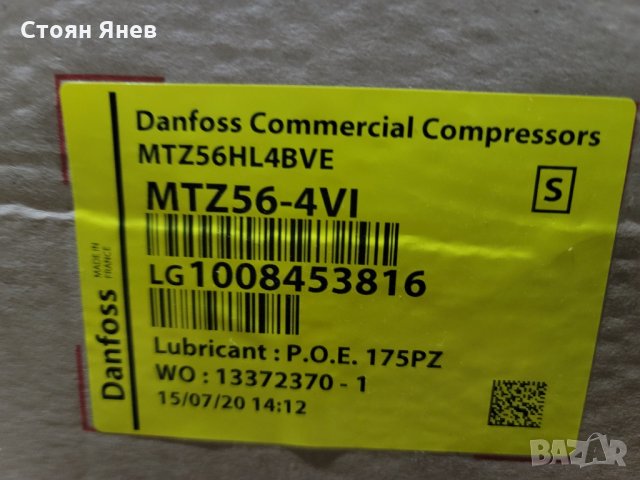 Стоян Янев
Danfoss Commercial Compressors
MTZ56HL4BVE
MTZ56-4VI
S
LG1008453816
Lubricant : P.O.E. 175PZ
WO : 13372370 - 1
15/07/20 14:12
Danfoss
MADE IN
FRANCE
BAZAR